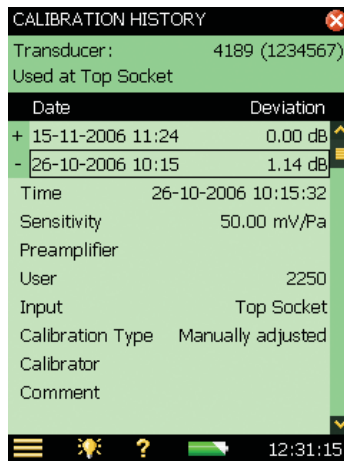 CALIBRATION HISTORY
Transducer: 4189 (1234567)
Used at Top Socket
Date Deviation
+ 15-11-2006 11:24 0.00 dB
- 26-10-2006 10:15 1.14 dB
Time 26-10-2006 10:15:32
Sensitivity 50.00 mV/Pa
Preamplifier
User 2250
Input Top Socket
Calibration Type Manually adjusted
Calibrator
Comment
? 12:31:15